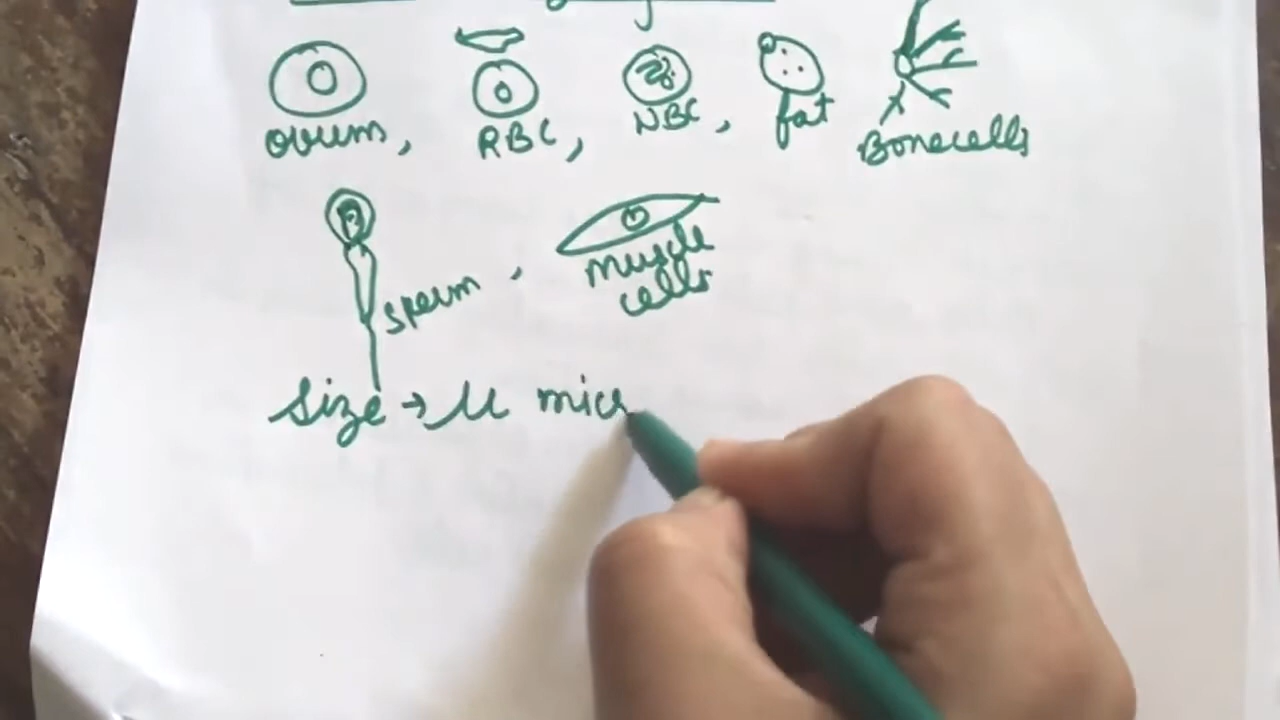 ovum, RBC, WBC, fat Bonecells
sperm, muscle
cells
Size → μ mic